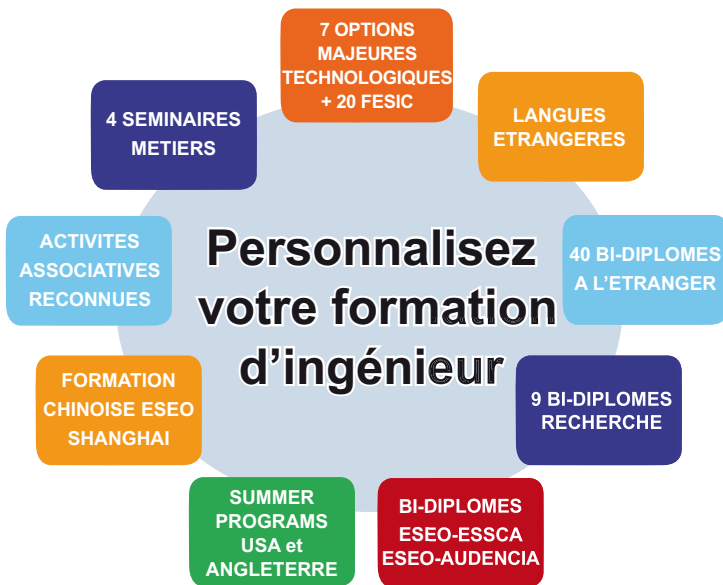 7 OPTIONS
MAJEURES
TECHNOLOGIQUES
+ 20 FESIC
LANGUES
ETRANGERES
40 BI-DIPLOMES
A L'ETRANGER
9 BI-DIPLOMES
RECHERCHE
BI-DIPLOMES
ESEO-ESSCA
ESEO-AUDENCIA
SUMMER
PROGRAMS
USA et
ANGLETERRE
FORMATION
CHINOISE ESEO
SHANGHAI
ACTIVITES
ASSOCIATIVES
RECONNUES
4 SEMINAIRES
METIERS
Personnalisez
votre formation
d'ingénieur